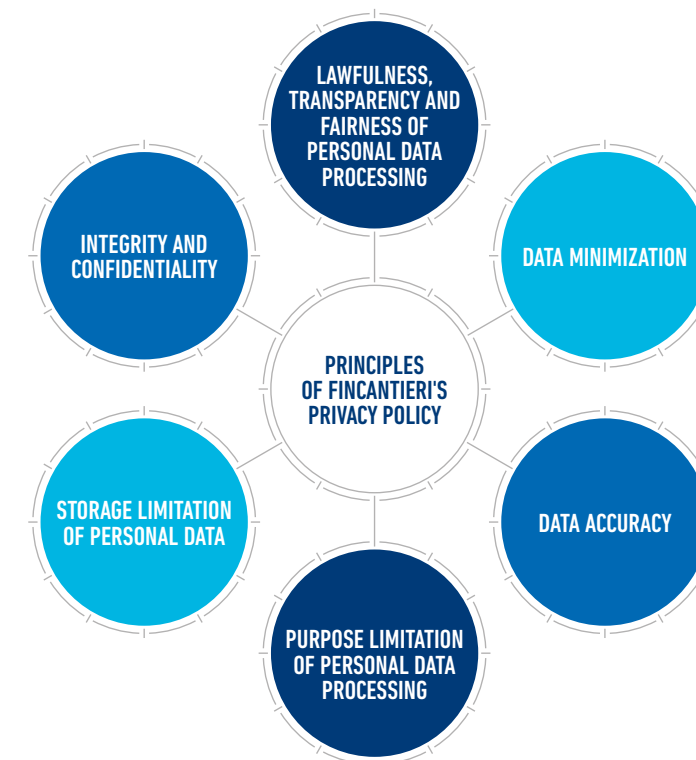 LAWFULNESS,
TRANSPARENCY AND
FAIRNESS OF
PERSONAL DATA
PROCESSING
INTEGRITY AND
CONFIDENTIALITY
DATA MINIMIZATION
PRINCIPLES
OF FINCANTIERI'S
PRIVACY POLICY
STORAGE LIMITATION
OF PERSONAL DATA
DATA ACCURACY
PURPOSE LIMITATION
OF PERSONAL DATA
PROCESSING